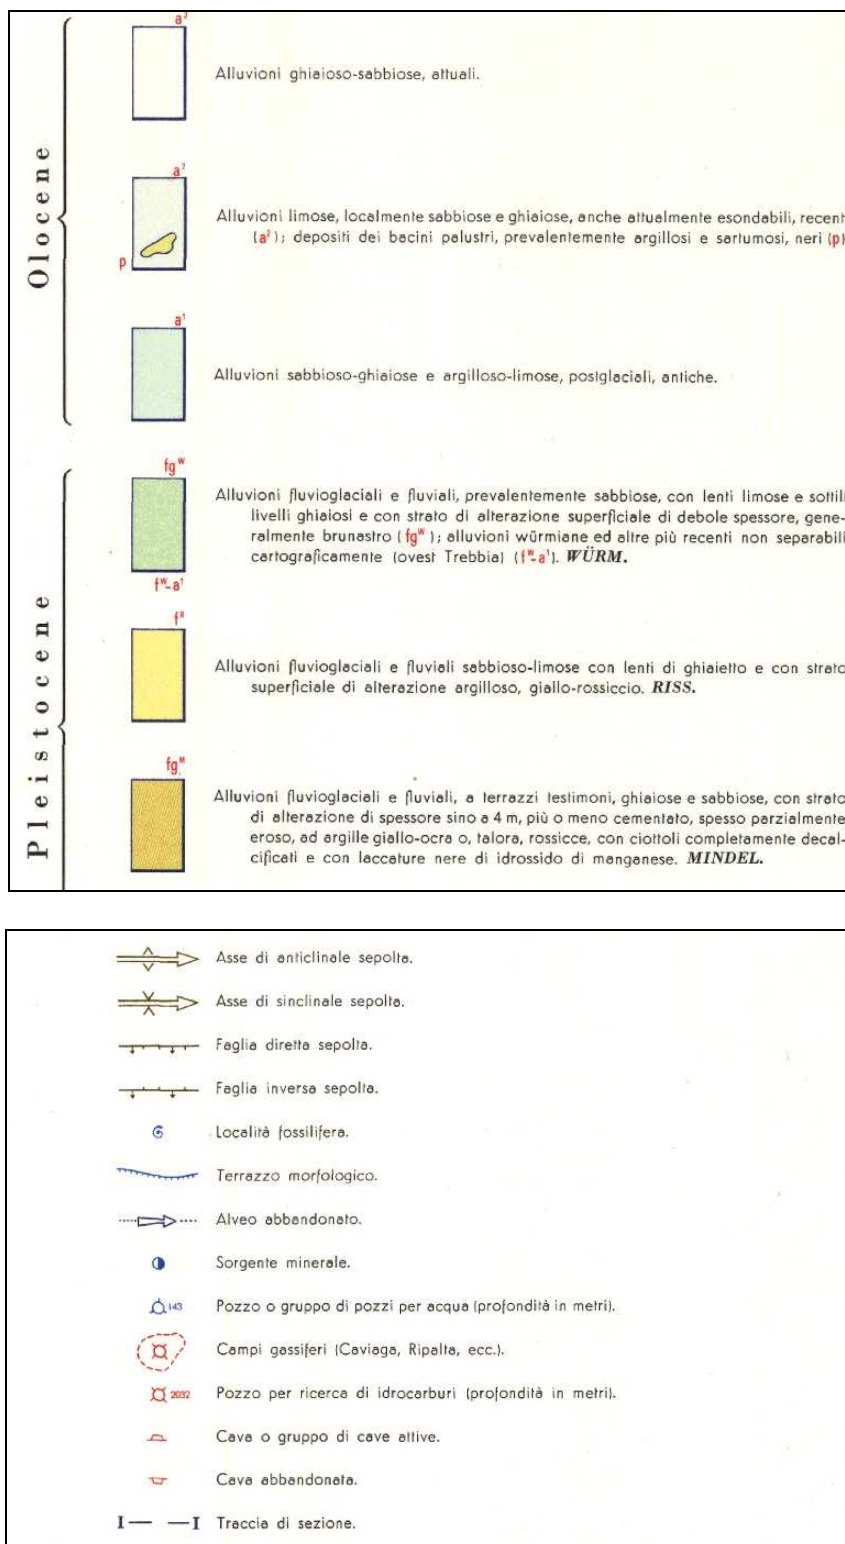 Olocene
a³
Alluvioni ghiaioso-sabbiose, attuali.
a²
Alluvioni limose, localmente sabbiose e ghiaiose, anche attualmente esondabili, recent
(a²); depositi dei bacini palustri, prevalentemente argillosi e sartumosi, neri (p)
p
a¹
Alluvioni sabbioso-ghiaiose e argilloso-limose, postglaciali, antiche.
Pleistocene
fgᵂ
Alluvioni fluvioglaciali e fluviali, prevalentemente sabbiose, con lenti limose e sottili
livelli ghiaiosi e con strato di alterazione superficiale di debole spessore, gene-
ralmente brunastro (fgᵂ); alluvioni würmiane ed altre più recenti non separabili
cartograficamente (ovest Trebbia) (fᵂ-a¹). WÜRM.
fᵂ-a¹
fᴿ
Alluvioni fluvioglaciali e fluviali sabbioso-limose con lenti di ghiaietto e con strato
superficiale di alterazione argilloso, giallo-rossiccio. RISS.
fgᴹ
Alluvioni fluvioglaciali e fluviali, a terrazzi testimoni, ghiaiose e sabbiose, con strato
di alterazione di spessore sino a 4 m, più o meno cementato, spesso parzialmente
eroso, ad argille giallo-ocra o, talora, rossicce, con ciottoli completamente decal-
cificati e con laccature nere di idrossido di manganese. MINDEL.
Asse di anticlinale sepolta.
Asse di sinclinale sepolta.
Faglia diretta sepolta.
Faglia inversa sepolta.
Località fossilifera.
Terrazzo morfologico.
Alveo abbandonato.
Sorgente minerale.
143 Pozzo o gruppo di pozzi per acqua (profondità in metri).
Campi gassiferi (Caviaga, Ripalta, ecc.).
2032 Pozzo per ricerca di idrocarburi (profondità in metri).
Cava o gruppo di cave attive.
Cava abbandonata.
I — — I Traccia di sezione.